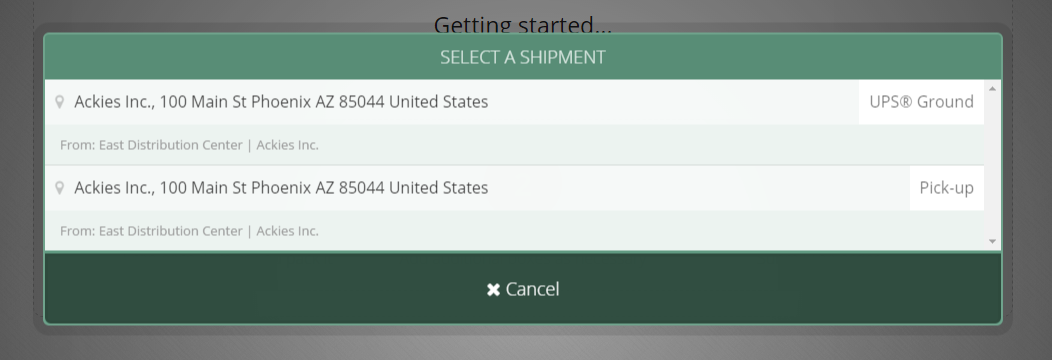 Getting started...
SELECT A SHIPMENT
Ackies Inc., 100 Main St Phoenix AZ 85044 United States UPS® Ground
From: East Distribution Center | Ackies Inc.
Ackies Inc., 100 Main St Phoenix AZ 85044 United States Pick-up
From: East Distribution Center | Ackies Inc.
✖ Cancel